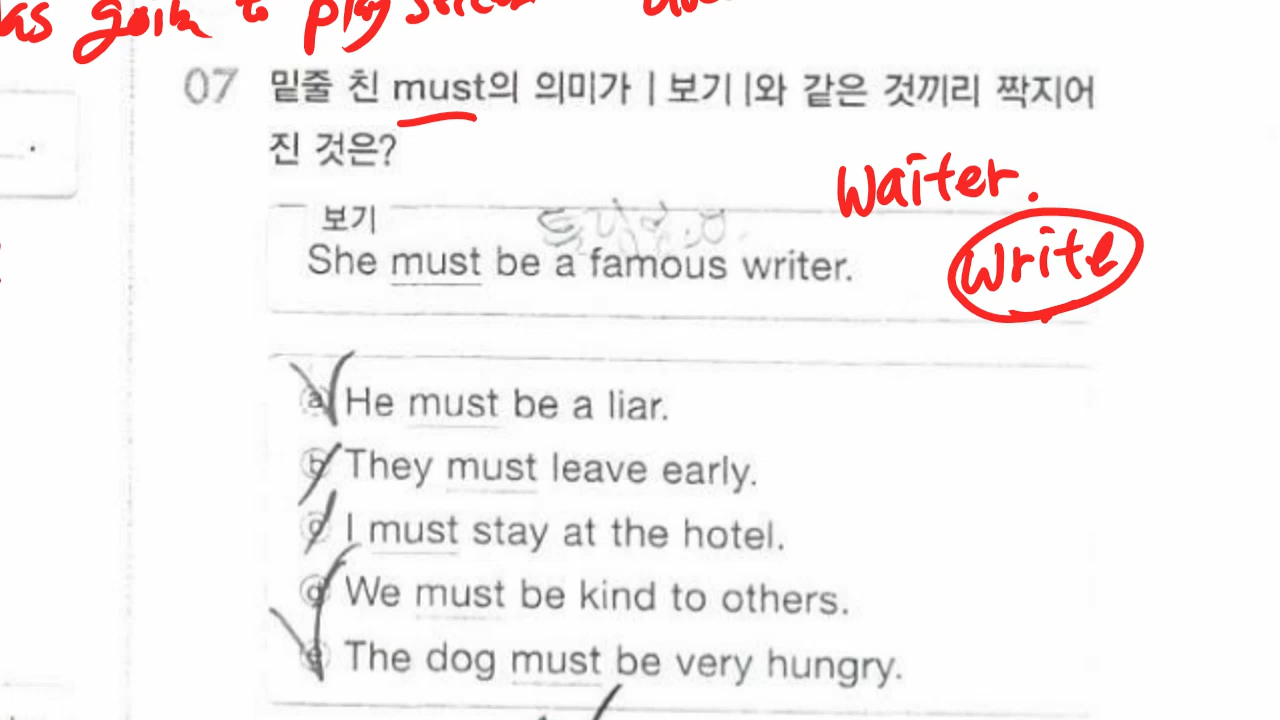 07 밑줄 친 must의 의미가 | 보기 |와 같은 것끼리 짝지어
진 것은?
waiter.
보기
She must be a famous writer.
write
ⓐ He must be a liar.
ⓑ They must leave early.
ⓒ I must stay at the hotel.
ⓓ We must be kind to others.
ⓔ The dog must be very hungry.